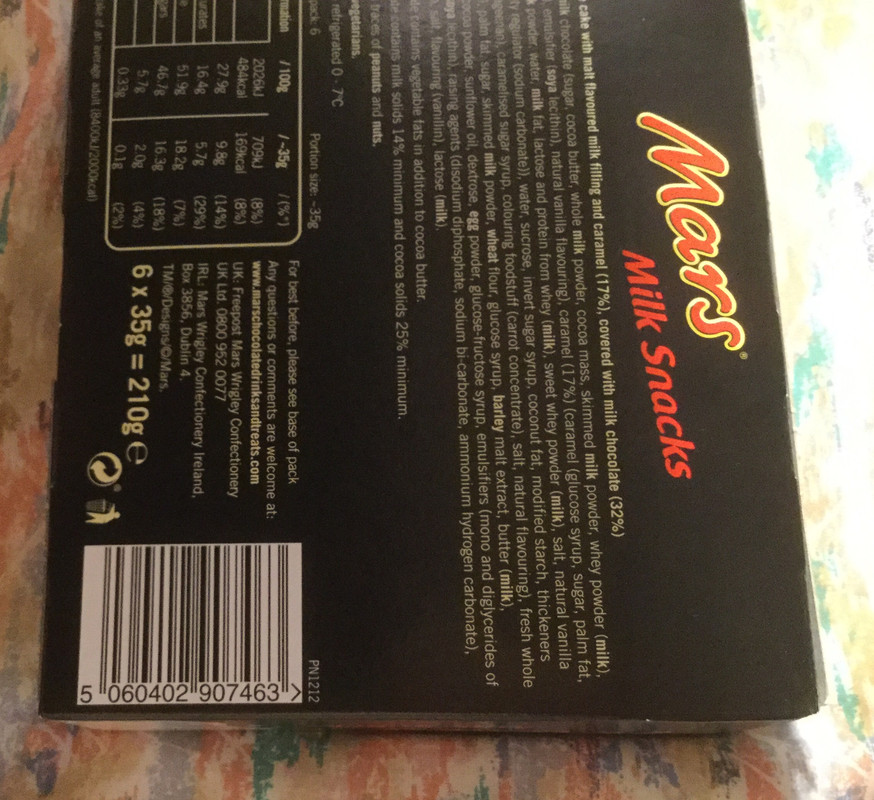 Mars®
Milk Snacks
cake with malt flavoured milk filling and caramel (17%), covered with milk chocolate (32%)
milk chocolate (sugar, cocoa butter, whole milk powder, cocoa mass, skimmed milk powder, whey powder (milk),
emulsifier (soya lecithin), natural vanilla flavouring), caramel (17%) (caramel (glucose syrup, sugar, palm fat,
powder, water, milk fat, lactose and protein from whey (milk), sweet whey powder (milk), salt, natural vanilla
regulator (sodium carbonate)), water, sucrose, invert sugar syrup, coconut fat, modified starch, thickeners
caramelised sugar syrup, colouring foodstuff (carrot concentrate), salt, natural flavouring), fresh whole
palm fat, sugar, skimmed milk powder, wheat flour, glucose syrup, barley malt extract, butter (milk),
powder, sunflower oil, dextrose, egg powder, glucose-fructose syrup, emulsifiers (mono and diglycerides of
lecithin), raising agents (disodium diphosphate, sodium bi-carbonate, ammonium hydrogen carbonate),
salt, flavouring (vanillin), lactose (milk).
contains vegetable fats in addition to cocoa butter.
contains milk solids 14% minimum and cocoa solids 25% minimum.
traces of peanuts and nuts.
vegetarians.
refrigerated 0 - 7°C
pack: 6 Portion size: ~35g
/100g /~35g /(%*)
2026kJ 709kJ (8%)
484kcal 169kcal (8%)
27.9g 9.8g (14%)
16.4g 5.7g (29%)
51.9g 18.2g (7%)
46.7g 16.3g (18%)
5.7g 2.0g (4%)
0.33g 0.1g (2%)
of an average adult (8400kJ/2000kcal)
For best before, please see base of pack
Any questions or comments are welcome at:
www.marschocolatedrinksandtreats.com
UK: Freepost Mars Wrigley Confectionery
UK Ltd. 0800 952 0077
IRL: Mars Wrigley Confectionery Ireland,
Box 3856, Dublin 4.
TM/®/Designs/©/Mars.
6 x 35g = 210g ℮
PN1212
5 060402 907463 >